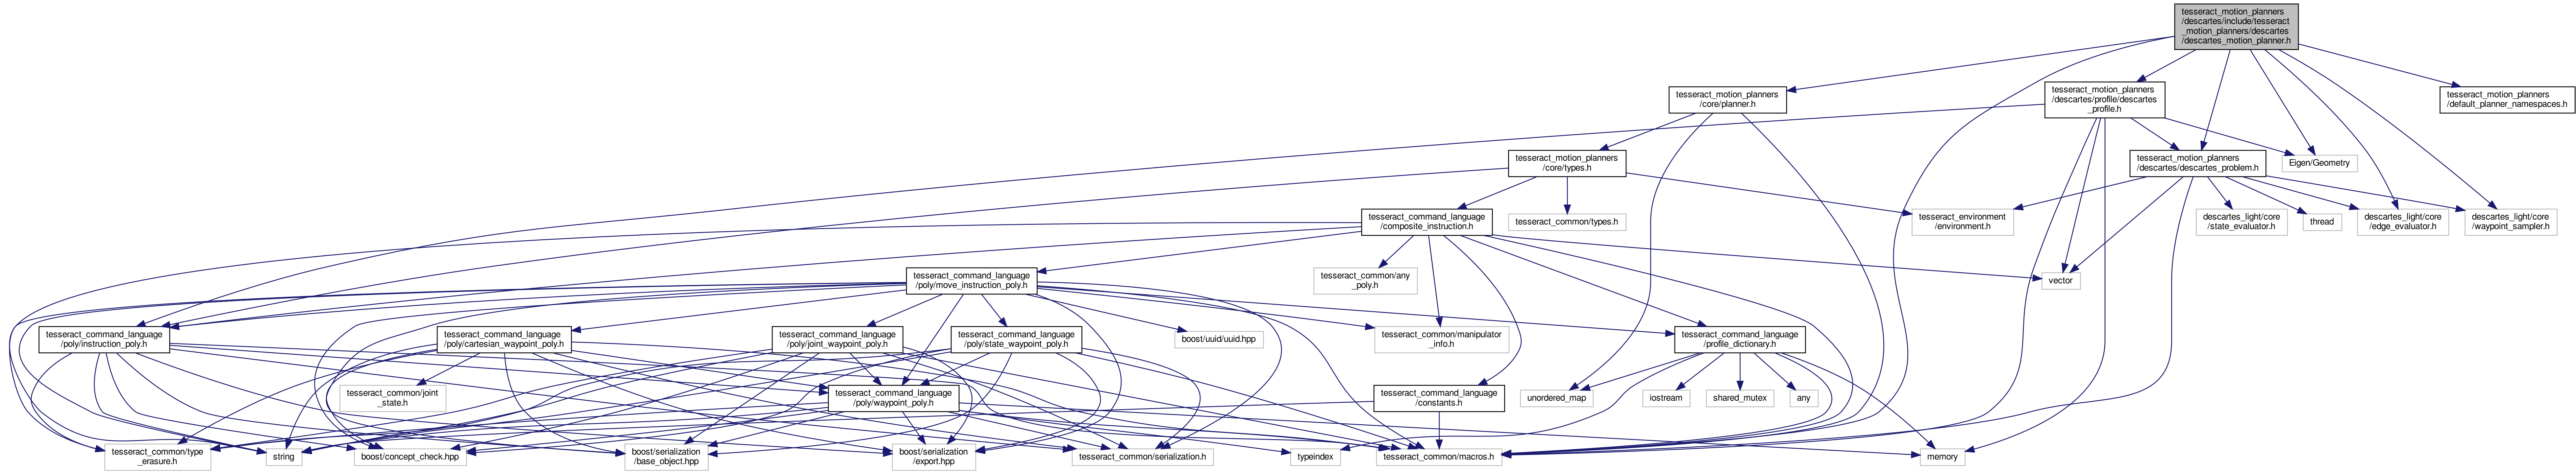 tesseract_motion_planners
/descartes/include/tesseract
_motion_planners/descartes
/descartes_motion_planner.h
tesseract_motion_planners
/core/planner.h
tesseract_motion_planners
/descartes/profile/descartes
_profile.h
tesseract_motion_planners
/default_planner_namespaces.h
tesseract_motion_planners
/core/types.h
tesseract_motion_planners
/descartes/descartes_problem.h
Eigen/Geometry
tesseract_command_language
/composite_instruction.h
tesseract_common/types.h
tesseract_environment
/environment.h
descartes_light/core
/state_evaluator.h
thread
descartes_light/core
/edge_evaluator.h
descartes_light/core
/waypoint_sampler.h
tesseract_command_language
/poly/move_instruction_poly.h
tesseract_common/any
_poly.h
vector
tesseract_command_language
/poly/instruction_poly.h
tesseract_command_language
/poly/cartesian_waypoint_poly.h
tesseract_command_language
/poly/joint_waypoint_poly.h
tesseract_command_language
/poly/state_waypoint_poly.h
boost/uuid/uuid.hpp
tesseract_common/manipulator
_info.h
tesseract_command_language
/profile_dictionary.h
tesseract_common/joint
_state.h
tesseract_command_language
/poly/waypoint_poly.h
tesseract_command_language
/constants.h
unordered_map
iostream
shared_mutex
any
tesseract_common/type
_erasure.h
string
boost/concept_check.hpp
boost/serialization
/base_object.hpp
boost/serialization
/export.hpp
tesseract_common/serialization.h
typeindex
tesseract_common/macros.h
memory